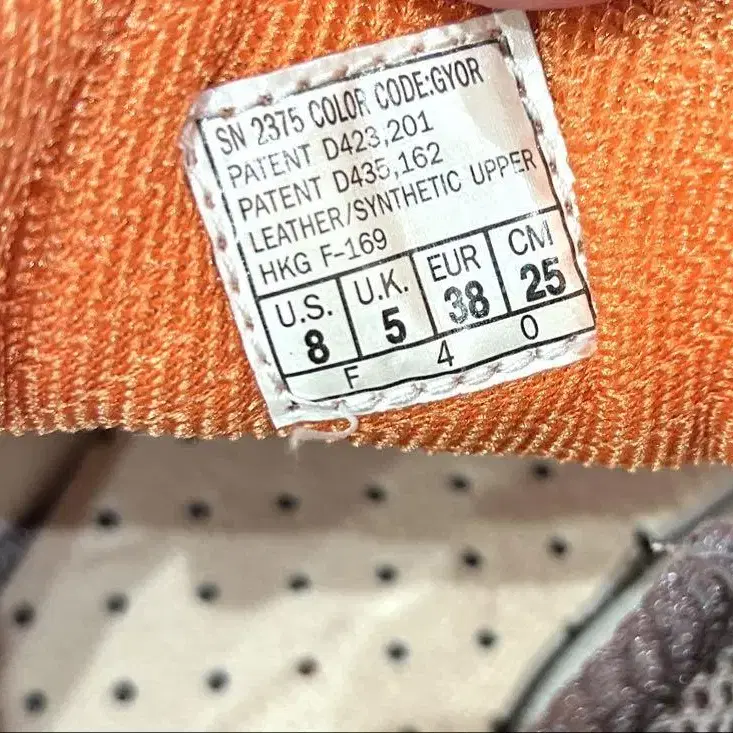 SN 2375 COLOR CODE:GYOR
PATENT D423,201
PATENT D435,162
LEATHER/SYNTHETIC UPPER
HKG F-169
U.S. U.K. EUR CM
8 5 38 25
F 4 0